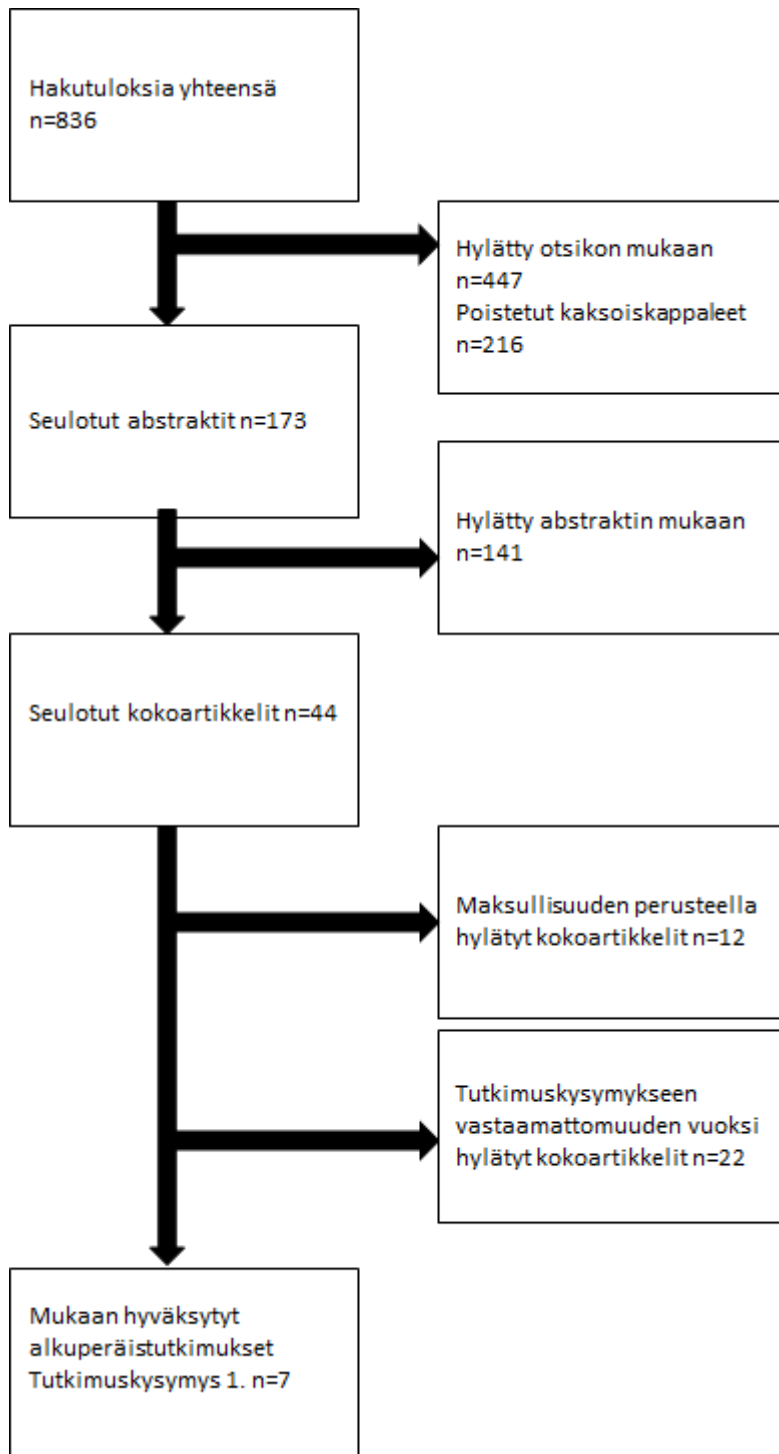 Hakutuloksia yhteensä
n=836
Hylätty otsikon mukaan
n=447
Poistetut kaksoiskappaleet
n=216
Seulotut abstraktit n=173
Hylätty abstraktin mukaan
n=141
Seulotut kokoartikkelit n=44
Maksullisuuden perusteella
hylätyt kokoartikkelit n=12
Tutkimuskysymykseen
vastaamattomuuden vuoksi
hylätyt kokoartikkelit n=22
Mukaan hyväksytyt
alkuperäistutkimukset
Tutkimuskysymys 1. n=7